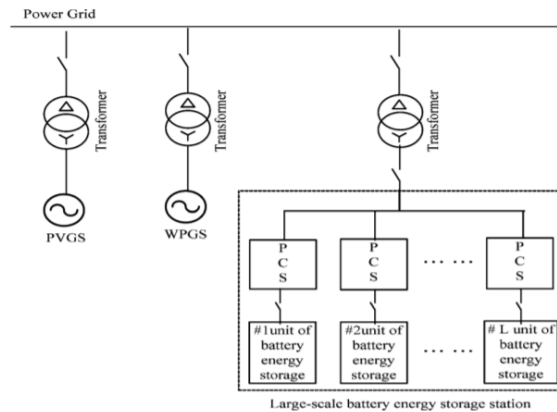 Power Grid
Transformer
Transformer
Transformer
PVGS
WPGS
P
C
S
P
C
S
... ...
P
C
S
#1unit of
battery
energy
storage
#2unit of
battery
energy
storage
... ...
# L unit of
battery
energy
storage
Large-scale battery energy storage station